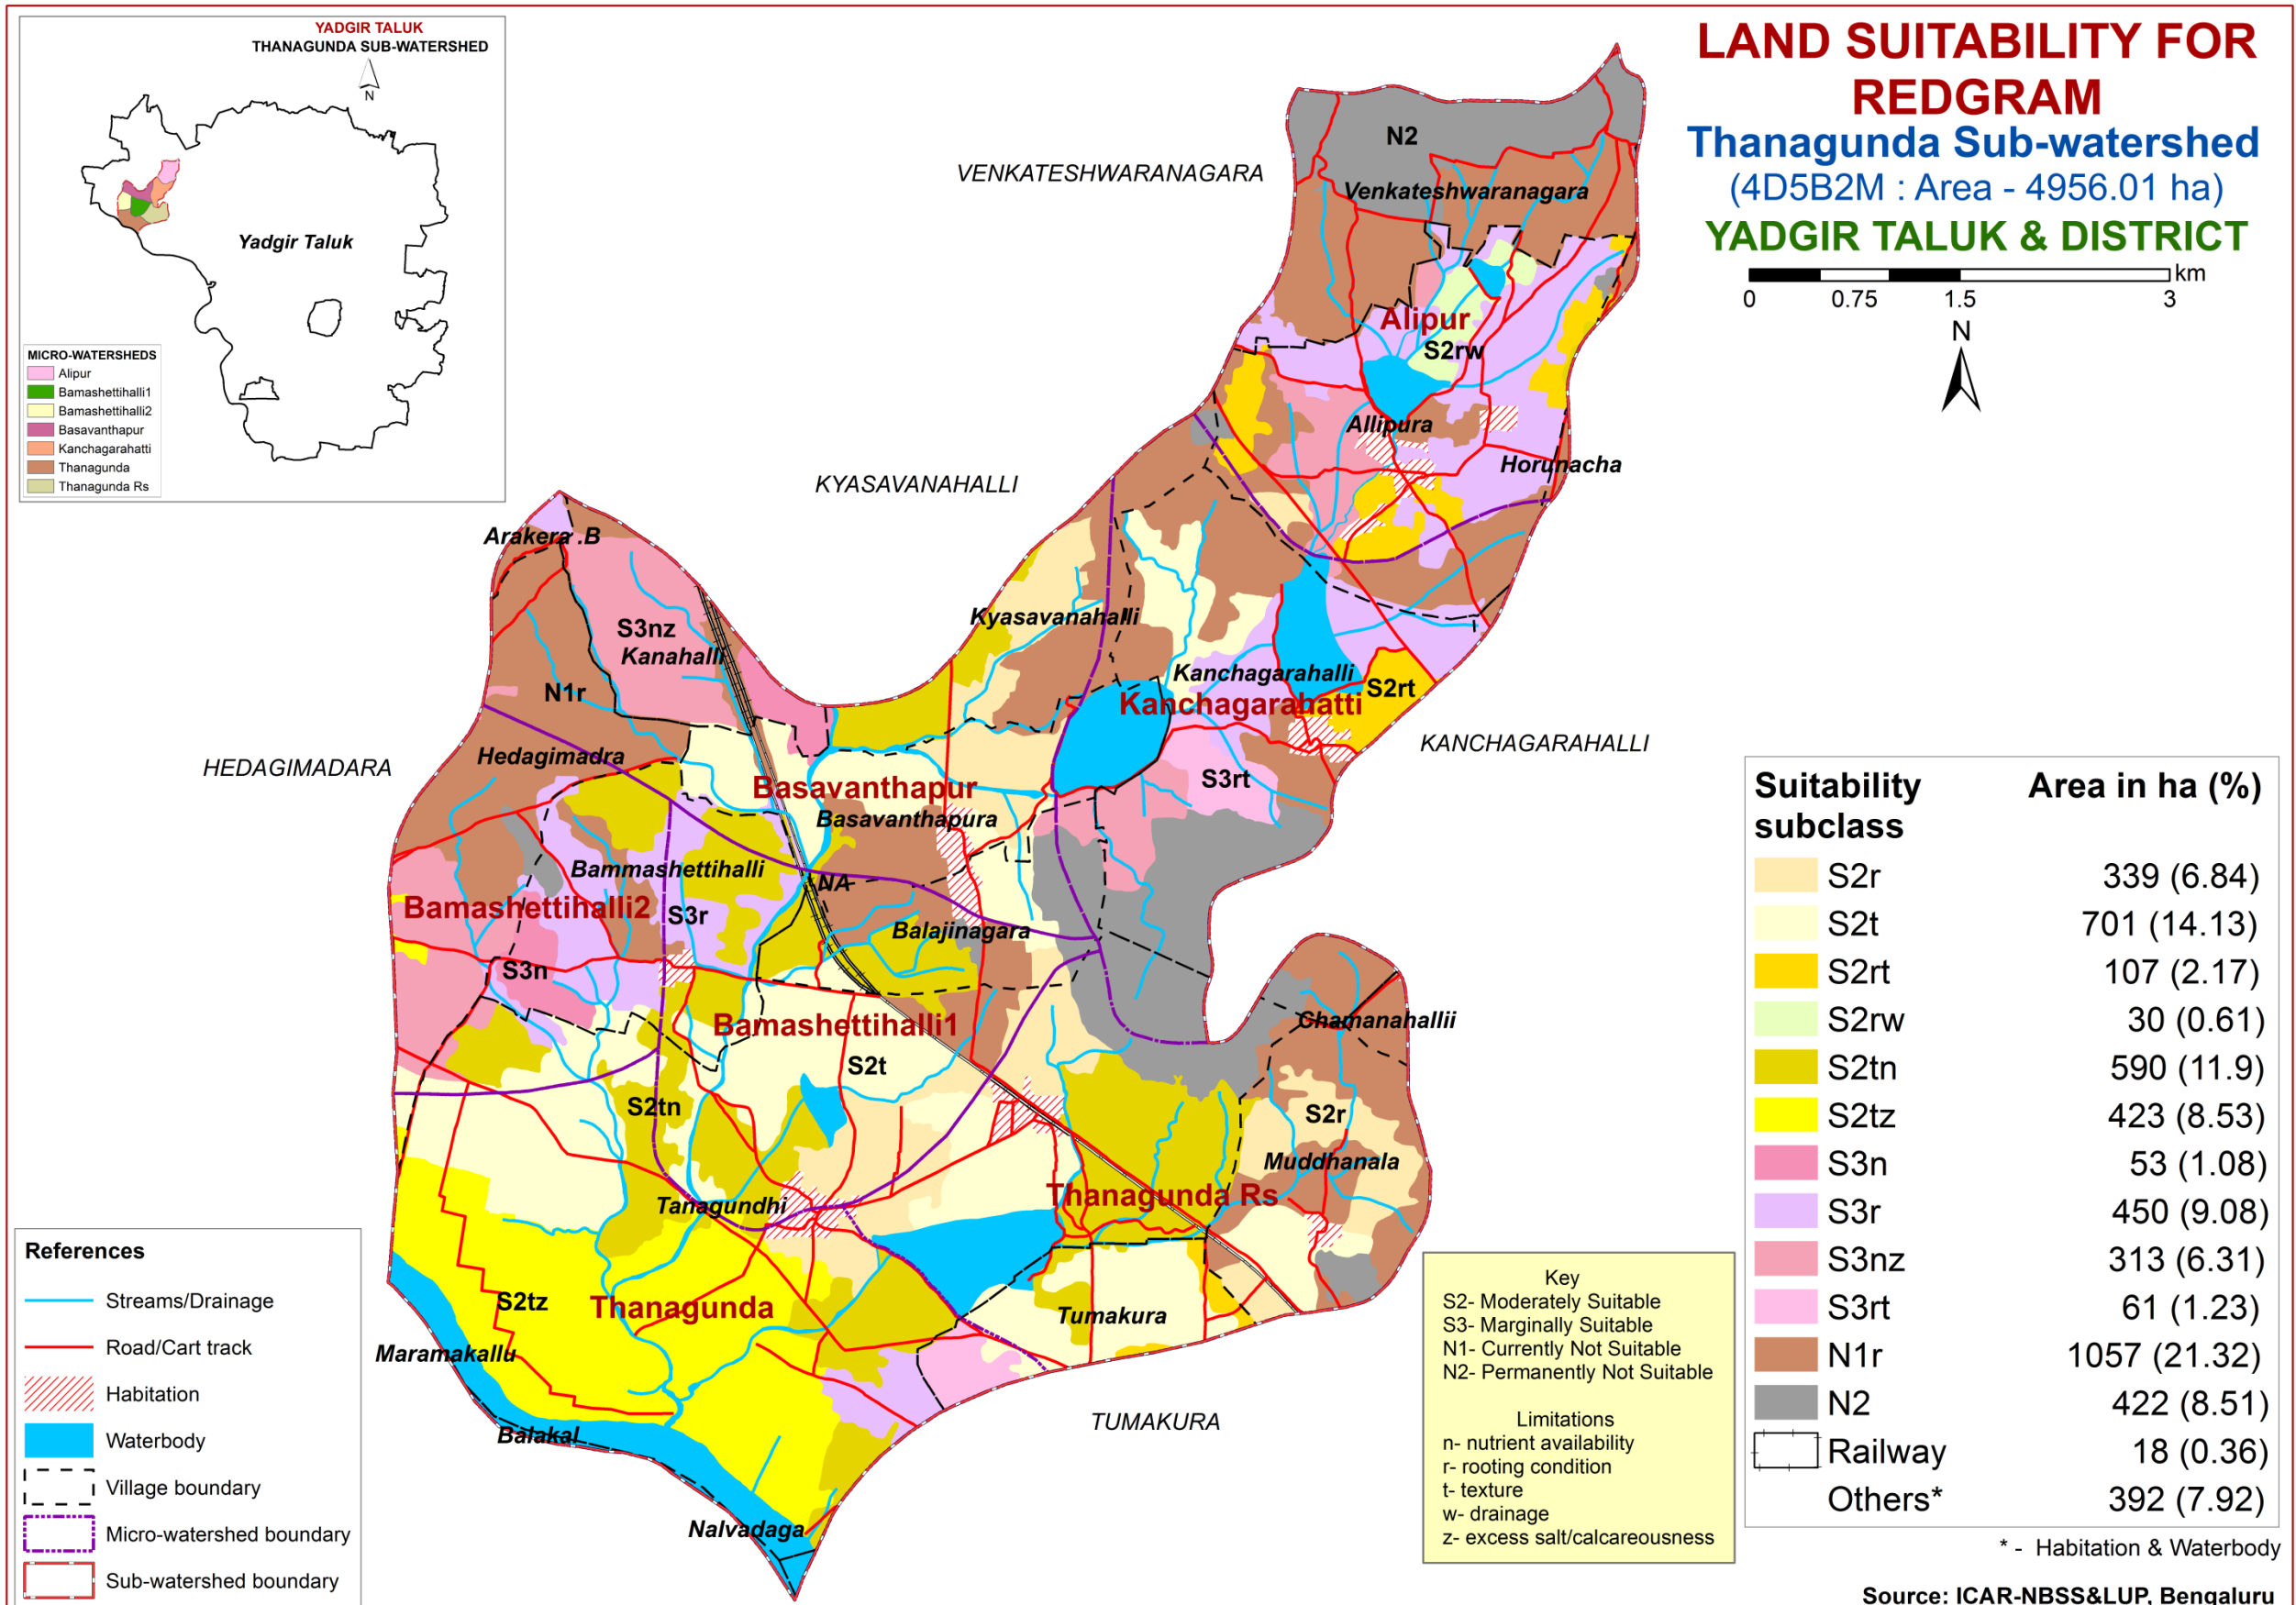 YADGIR TALUK
THANAGUNDA SUB-WATERSHED
N
Yadgir Taluk
MICRO-WATERSHEDS
Alipur
Bamashettihalli1
Bamashettihalli2
Basavanthapur
Kanchagarahatti
Thanagunda
Thanagunda Rs
LAND SUITABILITY FOR
REDGRAM
Thanagunda Sub-watershed
(4D5B2M : Area - 4956.01 ha)
YADGIR TALUK & DISTRICT
km
0 0.75 1.5 3
N
N2
VENKATESHWARANAGARA
Venkateshwaranagara
Alipur
S2rw
Allipura
Horunacha
KYASAVANAHALLI
Arakera .B
Kyasavanahalli
S3nz
Kanahalli
Kanchagarahalli
N1r
S2rt
Kanchagarahatti
KANCHAGARAHALLI
Hedagimadra
HEDAGIMADARA
S3rt
Basavanthapur
Basavanthapura
Bammashettihalli
NA
Bamashettihalli2
S3r
Balajinagara
S3n
Chamanahallii
Bamashettihalli1
S2t
S2tn
S2r
Muddhanala
Thanagunda Rs
Tanagundhi
S2tz
Thanagunda
Tumakura
Maramakallu
TUMAKURA
Balakal
Nalvadaga
References
Streams/Drainage
Road/Cart track
Habitation
Waterbody
Village boundary
Micro-watershed boundary
Sub-watershed boundary
Key
S2- Moderately Suitable
S3- Marginally Suitable
N1- Currently Not Suitable
N2- Permanently Not Suitable
Limitations
n- nutrient availability
r- rooting condition
t- texture
w- drainage
z- excess salt/calcareousness
Suitability Area in ha (%)
subclass
S2r 339 (6.84)
S2t 701 (14.13)
S2rt 107 (2.17)
S2rw 30 (0.61)
S2tn 590 (11.9)
S2tz 423 (8.53)
S3n 53 (1.08)
S3r 450 (9.08)
S3nz 313 (6.31)
S3rt 61 (1.23)
N1r 1057 (21.32)
N2 422 (8.51)
Railway 18 (0.36)
Others* 392 (7.92)
* - Habitation & Waterbody
Source: ICAR-NBSS&LUP, Bengaluru